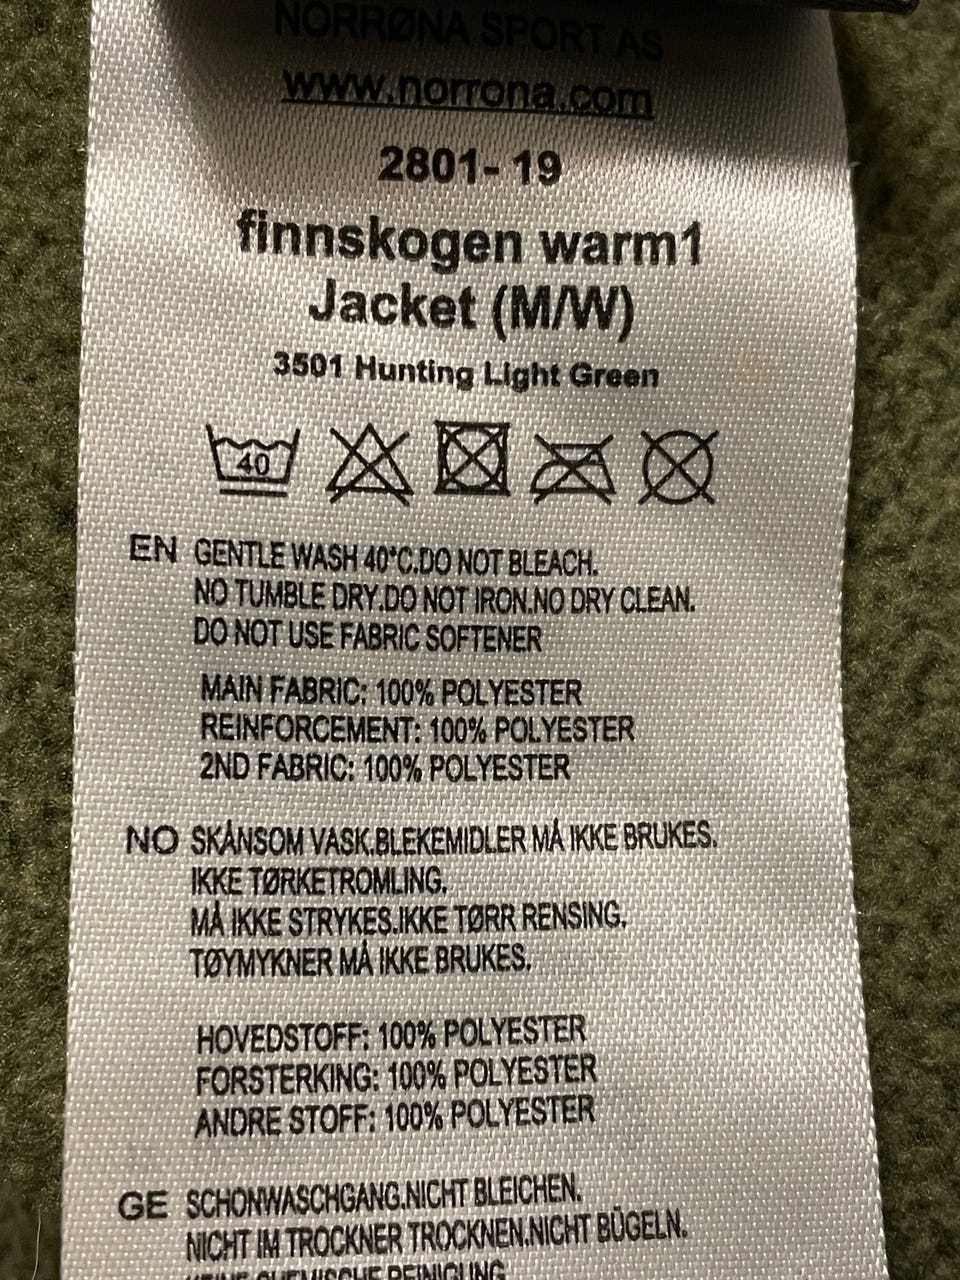 NORRØNA SPORT AS
www.norrona.com
2801- 19
finnskogen warm1
Jacket (M/W)
3501 Hunting Light Green
40
EN GENTLE WASH 40°C.DO NOT BLEACH.
NO TUMBLE DRY.DO NOT IRON.NO DRY CLEAN.
DO NOT USE FABRIC SOFTENER
MAIN FABRIC: 100% POLYESTER
REINFORCEMENT: 100% POLYESTER
2ND FABRIC: 100% POLYESTER
NO SKÅNSOM VASK.BLEKEMIDLER MÅ IKKE BRUKES.
IKKE TØRKETROMLING.
MÅ IKKE STRYKES.IKKE TØRR RENSING.
TØYMYKNER MÅ IKKE BRUKES.
HOVEDSTOFF: 100% POLYESTER
FORSTERKING: 100% POLYESTER
ANDRE STOFF: 100% POLYESTER
GE SCHONWASCHGANG.NICHT BLEICHEN.
NICHT IM TROCKNER TROCKNEN.NICHT BÜGELN.
KEINE CHEMISCHE REINIGUNG